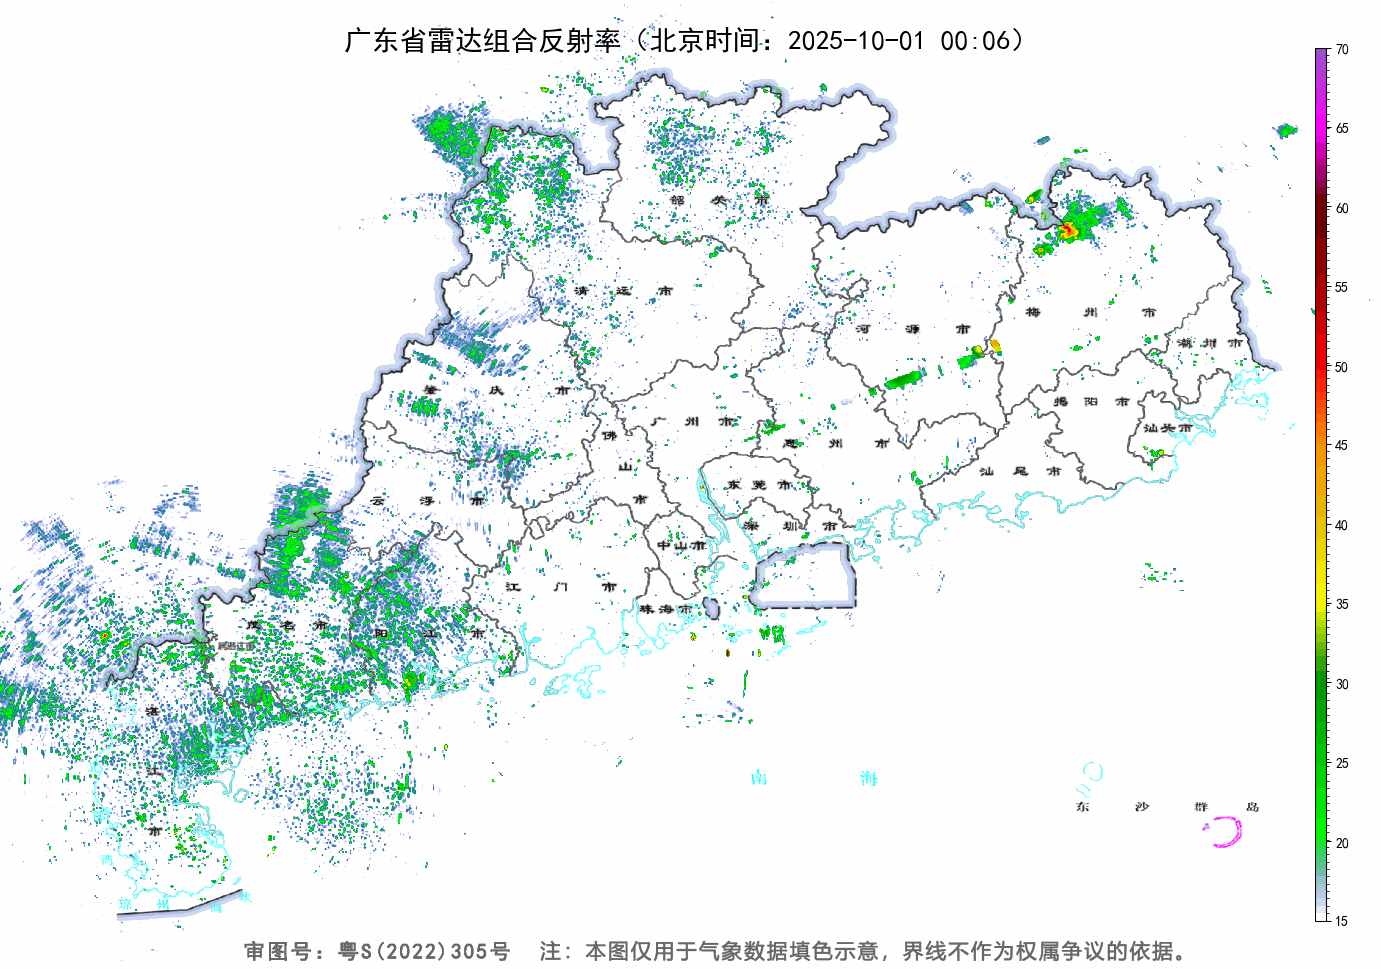 广东省雷达组合反射率（北京时间：2025-10-01 00:06）
70
65
60
55
50
45
40
35
30
25
20
15
韶关市
清远市
河源市
梅州市
潮州市
肇庆市
广州市
佛山市
惠州市
揭阳市
汕头市
汕尾市
云浮市
东莞市
深圳市
中山市
江门市
珠海市
茂名市
阳江市
湛江市
南海
东沙群岛
琼州海峡
审图号：粤S(2022)305号 注：本图仅用于气象数据填色示意，界线不作为权属争议的依据。